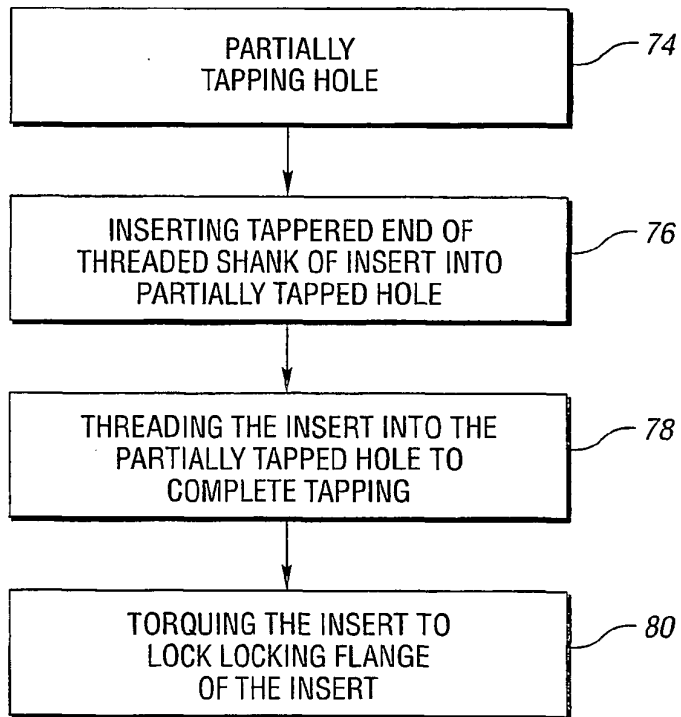 PARTIALLY
TAPPING HOLE
74
INSERTING TAPPERED END OF
THREADED SHANK OF INSERT INTO
PARTIALLY TAPPED HOLE
76
THREADING THE INSERT INTO THE
PARTIALLY TAPPED HOLE TO
COMPLETE TAPPING
78
TORQUING THE INSERT TO
LOCK LOCKING FLANGE
OF THE INSERT
80